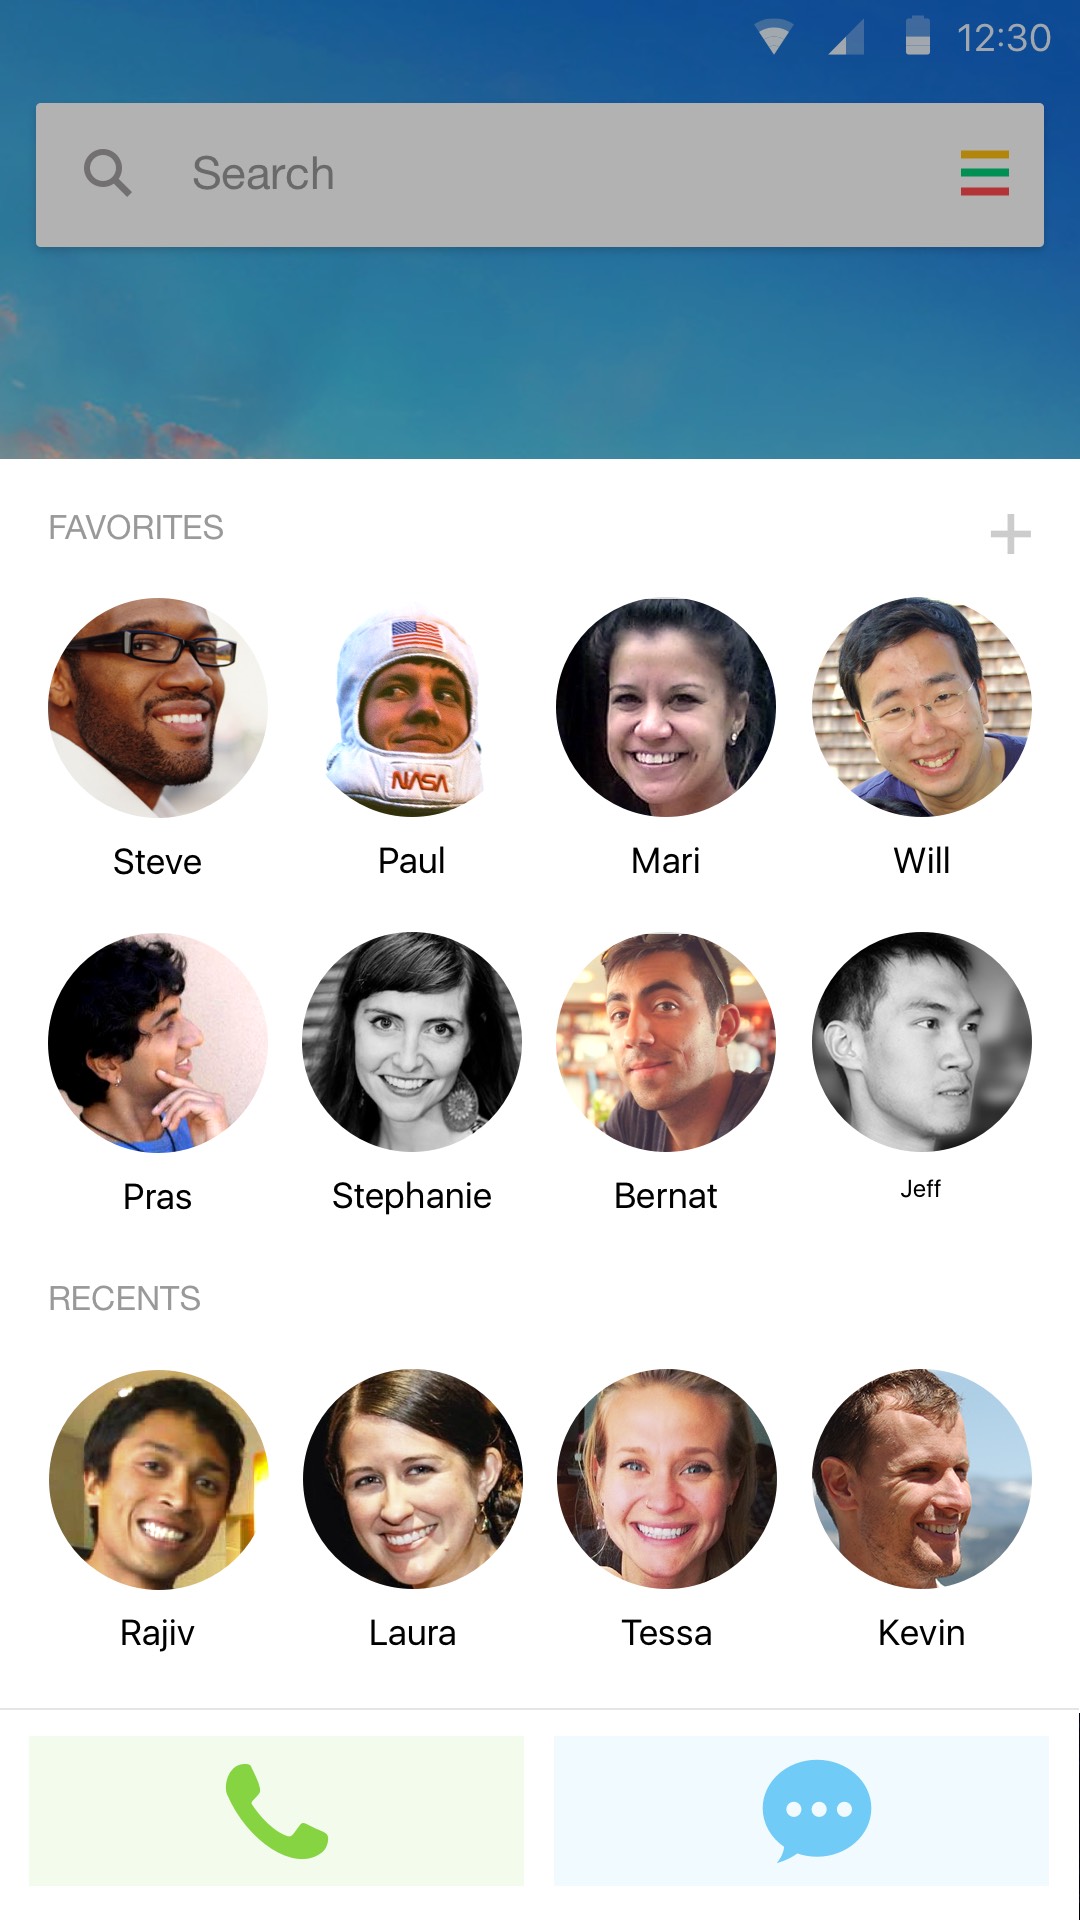 12:30
Search
FAVORITES
NASA
Steve Paul Mari Will
Pras Stephanie Bernat Jeff
RECENTS
Rajiv Laura Tessa Kevin